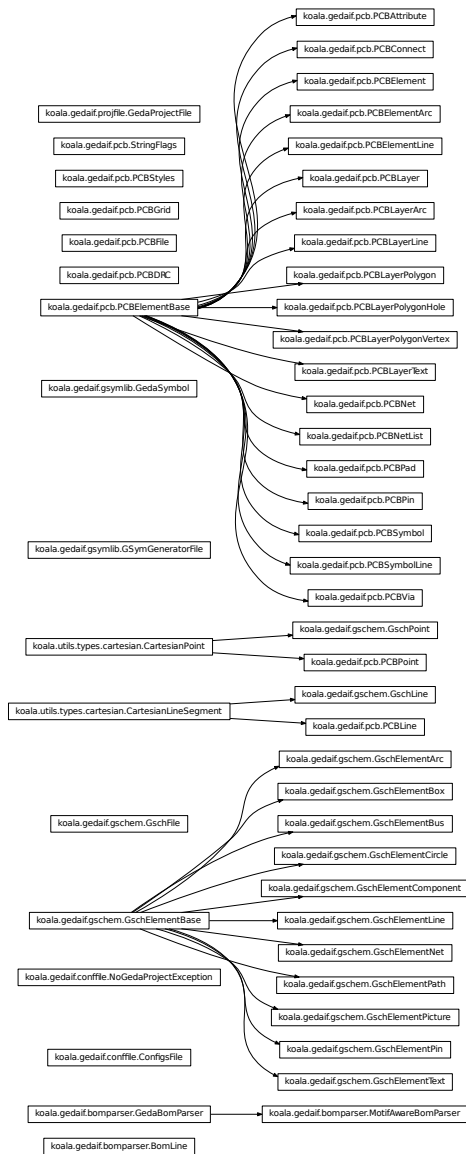 koala.gedaif.pcb.PCBAttribute
koala.gedaif.pcb.PCBConnect
koala.gedaif.pcb.PCBElement
koala.gedaif.projfile.GedaProjectFile
koala.gedaif.pcb.PCBElementArc
koala.gedaif.pcb.StringFlags
koala.gedaif.pcb.PCBElementLine
koala.gedaif.pcb.PCBStyles
koala.gedaif.pcb.PCBLayer
koala.gedaif.pcb.PCBGrid
koala.gedaif.pcb.PCBLayerArc
koala.gedaif.pcb.PCBFile
koala.gedaif.pcb.PCBLayerLine
koala.gedaif.pcb.PCBDRC
koala.gedaif.pcb.PCBLayerPolygon
koala.gedaif.pcb.PCBElementBase
koala.gedaif.pcb.PCBLayerPolygonHole
koala.gedaif.pcb.PCBLayerPolygonVertex
koala.gedaif.pcb.PCBLayerText
koala.gedaif.gsymlib.GedaSymbol
koala.gedaif.pcb.PCBNet
koala.gedaif.pcb.PCBNetList
koala.gedaif.pcb.PCBPad
koala.gedaif.pcb.PCBPin
koala.gedaif.pcb.PCBSymbol
koala.gedaif.gsymlib.GSymGeneratorFile
koala.gedaif.pcb.PCBSymbolLine
koala.gedaif.pcb.PCBVia
koala.gedaif.gschem.GschPoint
koala.utils.types.cartesian.CartesianPoint
koala.gedaif.pcb.PCBPoint
koala.gedaif.gschem.GschLine
koala.utils.types.cartesian.CartesianLineSegment
koala.gedaif.pcb.PCBLine
koala.gedaif.gschem.GschElementArc
koala.gedaif.gschem.GschElementBox
koala.gedaif.gschem.GschFile
koala.gedaif.gschem.GschElementBus
koala.gedaif.gschem.GschElementCircle
koala.gedaif.gschem.GschElementComponent
koala.gedaif.gschem.GschElementBase
koala.gedaif.gschem.GschElementLine
koala.gedaif.gschem.GschElementNet
koala.gedaif.conffile.NoGedaProjectException
koala.gedaif.gschem.GschElementPath
koala.gedaif.gschem.GschElementPicture
koala.gedaif.gschem.GschElementPin
koala.gedaif.conffile.ConfigsFile
koala.gedaif.gschem.GschElementText
koala.gedaif.bomparser.GedaBomParser
koala.gedaif.bomparser.MotifAwareBomParser
koala.gedaif.bomparser.BomLine